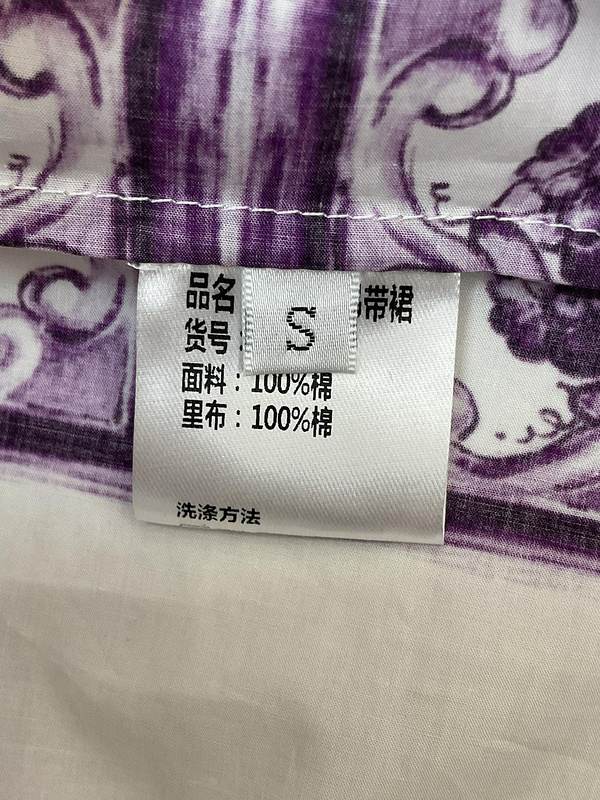 品名
带裙
S
货号：
面料：100%棉
里布：100%棉
洗涤方法